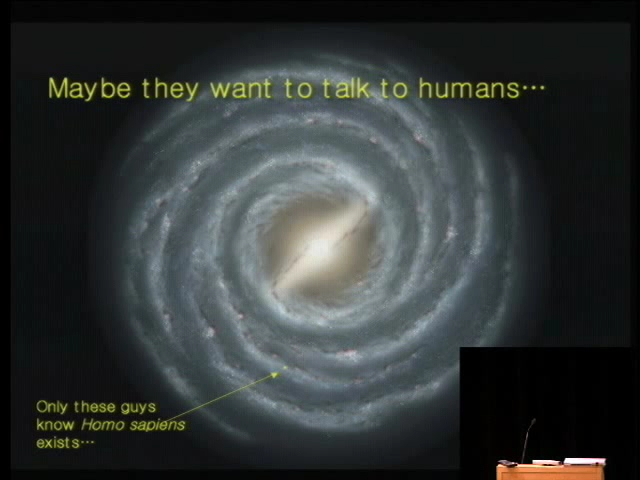 Maybe they want to talk to humans…
Only these guys
know Homo sapiens
exists…